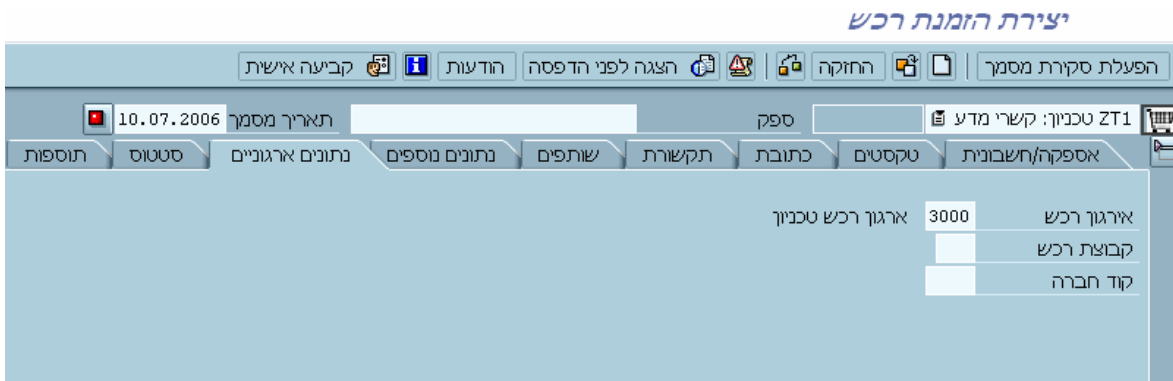 יצירת הזמנת רכש
הפעלת סקירת מסמך החזקה הצגה לפני הדפסה הודעות קביעה אישית
ZT1 טכניון: קשרי מדע ספק תאריך מסמך 10.07.2006
אספקה/חשבונית טקסטים כתובת תקשורת שותפים נתונים נוספים נתונים ארגוניים סטטוס תוספות
אירגון רכש 3000 ארגון רכש טכניון
קבוצת רכש
קוד חברה